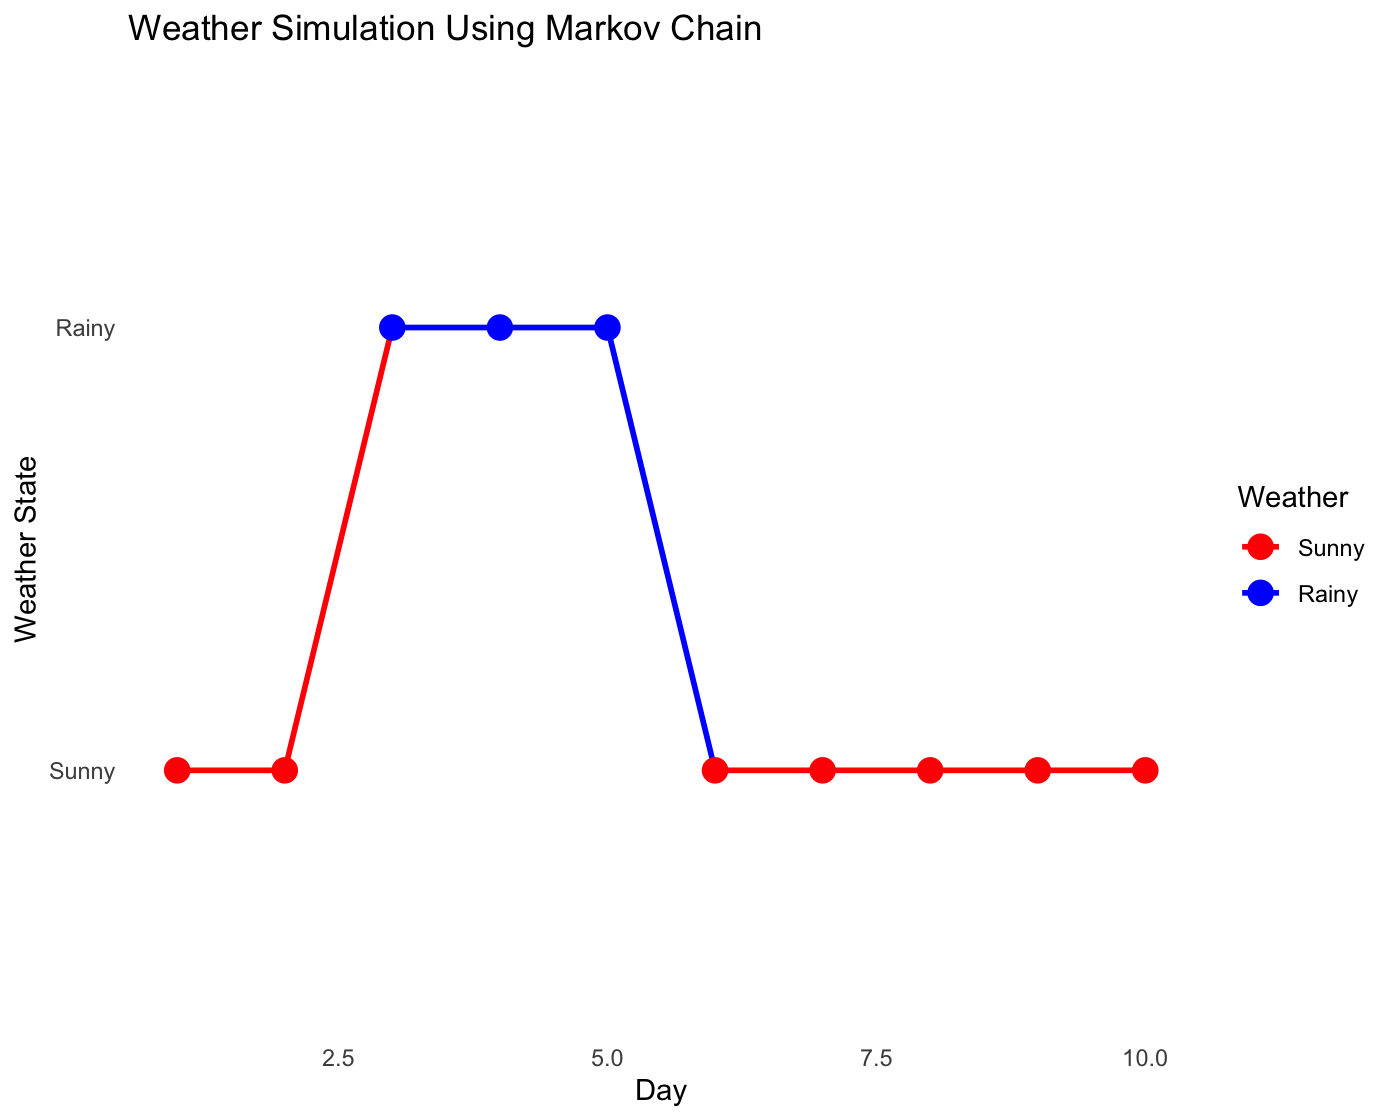 Weather Simulation Using Markov Chain
Rainy
Sunny
Weather State
2.5
5.0
7.5
10.0
Day
Weather
Sunny
Rainy